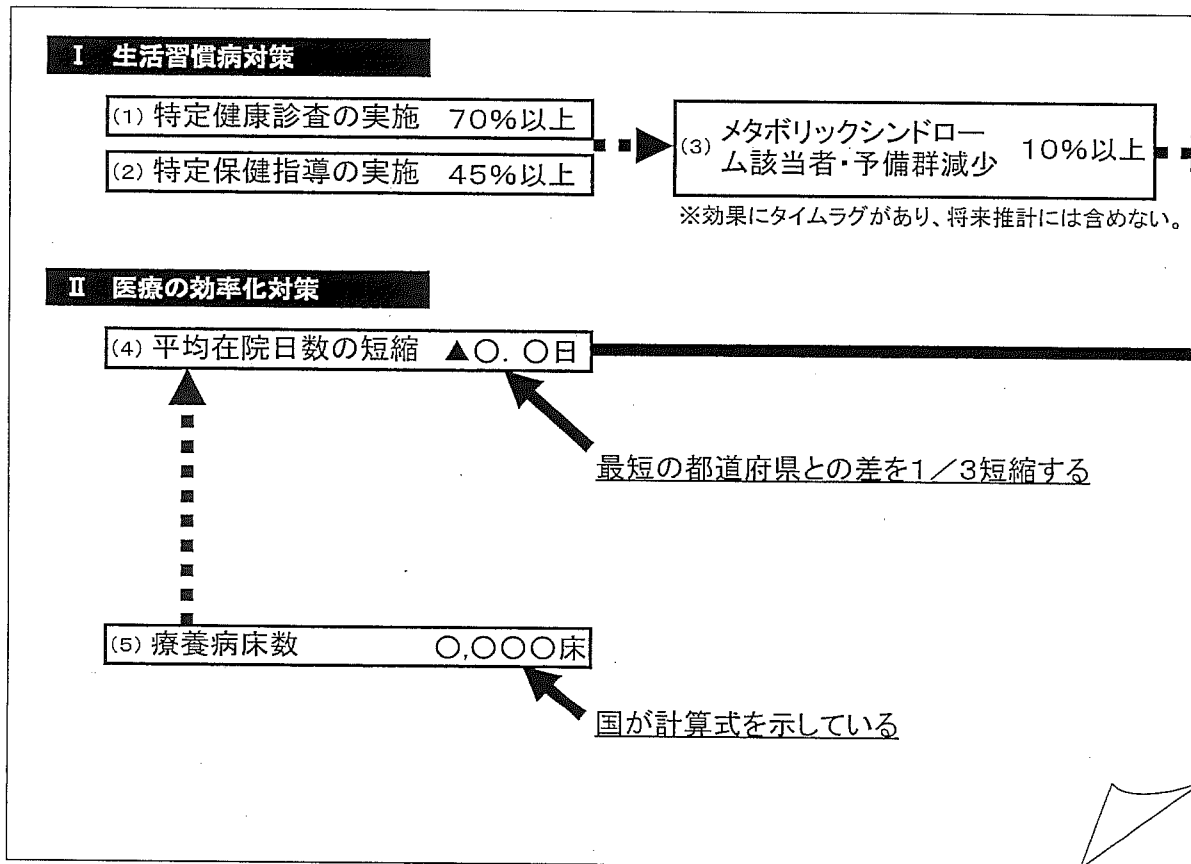 Ⅰ 生活習慣病対策
(1) 特定健康診査の実施 70%以上
(2) 特定保健指導の実施 45%以上
(3) メタボリックシンドロー
ム該当者・予備群減少 10%以上
※効果にタイムラグがあり、将来推計には含めない。
Ⅱ 医療の効率化対策
(4) 平均在院日数の短縮 ▲○.○日
最短の都道府県との差を1/3短縮する
(5) 療養病床数 ○,○○○床
国が計算式を示している